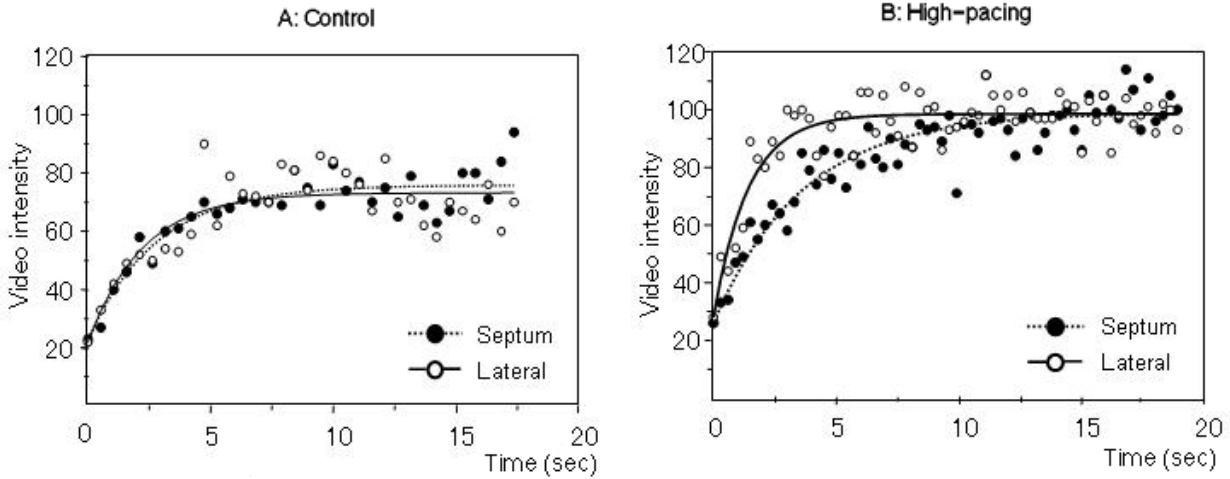 A: Control
Video intensity
120
100
80
60
40
20
0
5
10
15
20
Time (sec)
Septum
Lateral
B: High-pacing
Video intensity
120
100
80
60
40
20
0
5
10
15
20
Time (sec)
Septum
Lateral